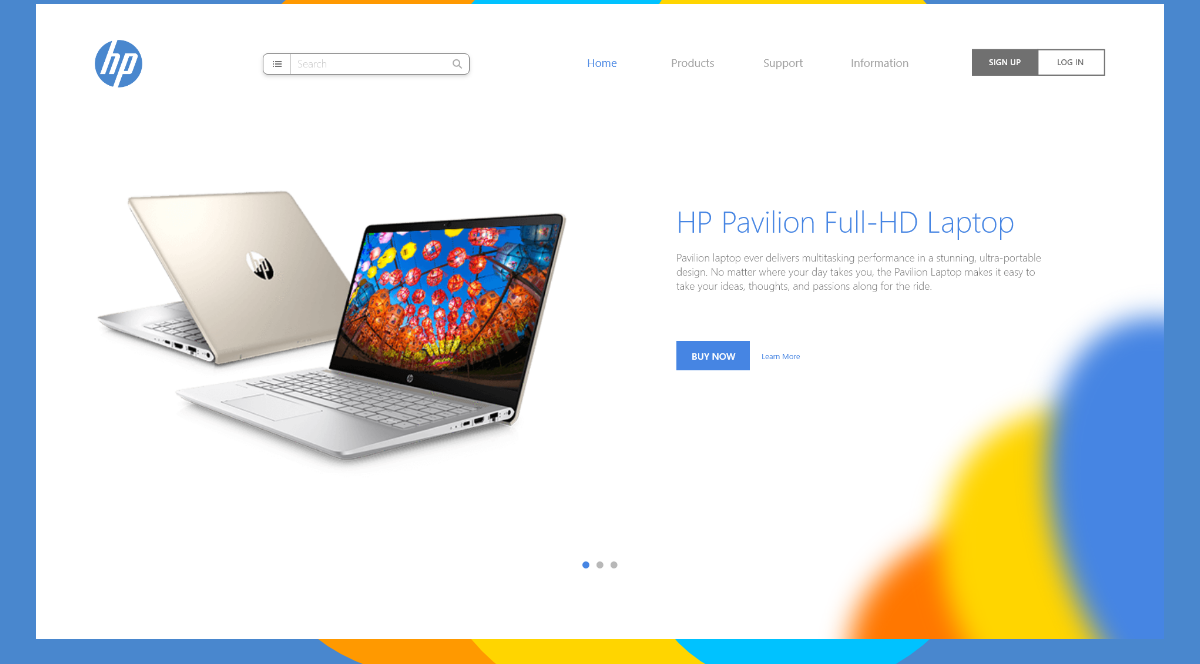 hp
Search
Home
Products
Support
Information
SIGN UP
LOG IN
hp
HP Pavilion Full-HD Laptop
Pavilion laptop ever delivers multitasking performance in a stunning, ultra-portable
design. No matter where your day takes you, the Pavilion Laptop makes it easy to
take your ideas, thoughts, and passions along for the ride.
BUY NOW
Learn More
hp